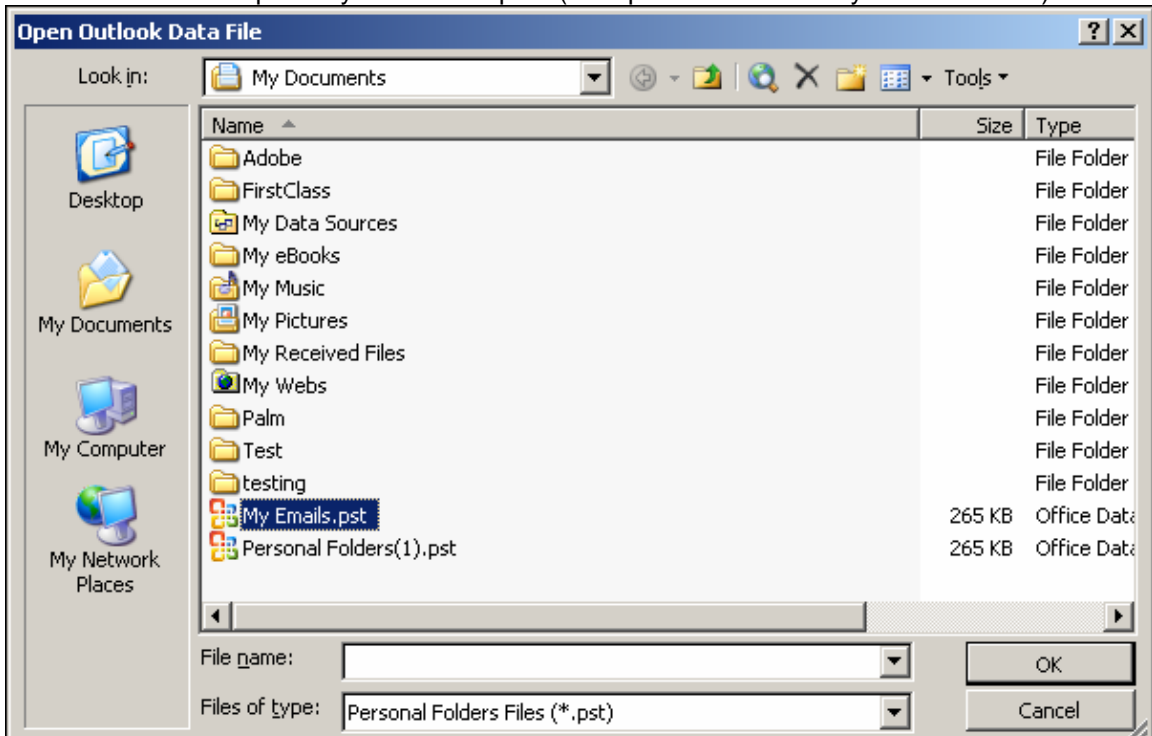 Open Outlook Data File
Look in: My Documents Tools
Name Size Type
Adobe File Folder
FirstClass File Folder
My Data Sources File Folder
My eBooks File Folder
My Music File Folder
My Pictures File Folder
My Received Files File Folder
My Webs File Folder
Palm File Folder
Test File Folder
testing File Folder
My Emails.pst 265 KB Office Data
Personal Folders(1).pst 265 KB Office Data
Desktop
My Documents
My Computer
My Network
Places
File name: OK
Files of type: Personal Folders Files (*.pst) Cancel